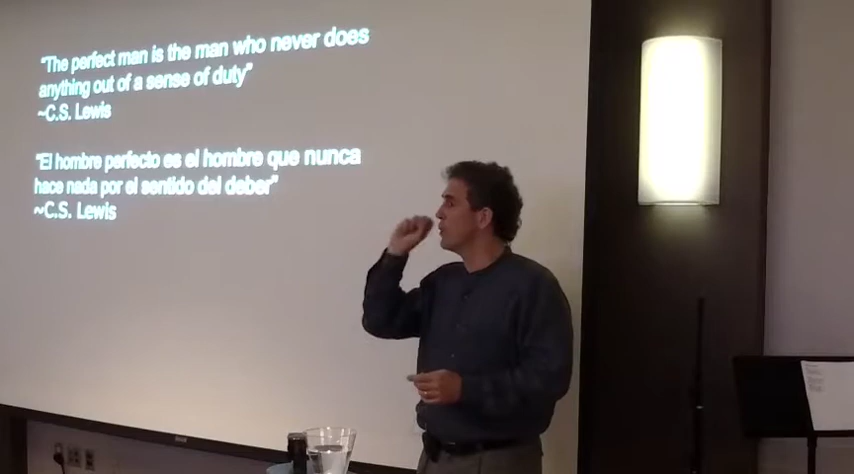 "The perfect man is the man who never does
anything out of a sense of duty"
~C.S. Lewis
"El hombre perfecto es el hombre que nunca
hace nada por el sentido del deber"
~C.S. Lewis